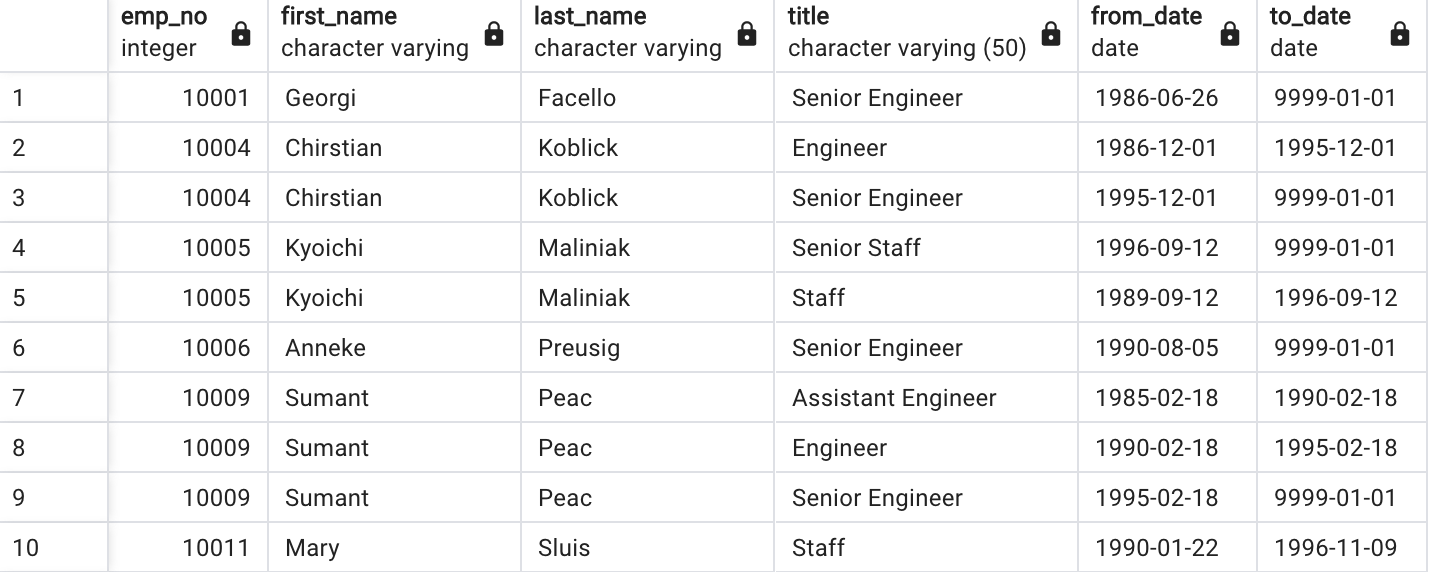 emp_no first_name last_name title from_date to_date
integer character varying character varying character varying (50) date date
1 10001 Georgi Facello Senior Engineer 1986-06-26 9999-01-01
2 10004 Chirstian Koblick Engineer 1986-12-01 1995-12-01
3 10004 Chirstian Koblick Senior Engineer 1995-12-01 9999-01-01
4 10005 Kyoichi Maliniak Senior Staff 1996-09-12 9999-01-01
5 10005 Kyoichi Maliniak Staff 1989-09-12 1996-09-12
6 10006 Anneke Preusig Senior Engineer 1990-08-05 9999-01-01
7 10009 Sumant Peac Assistant Engineer 1985-02-18 1990-02-18
8 10009 Sumant Peac Engineer 1990-02-18 1995-02-18
9 10009 Sumant Peac Senior Engineer 1995-02-18 9999-01-01
10 10011 Mary Sluis Staff 1990-01-22 1996-11-09